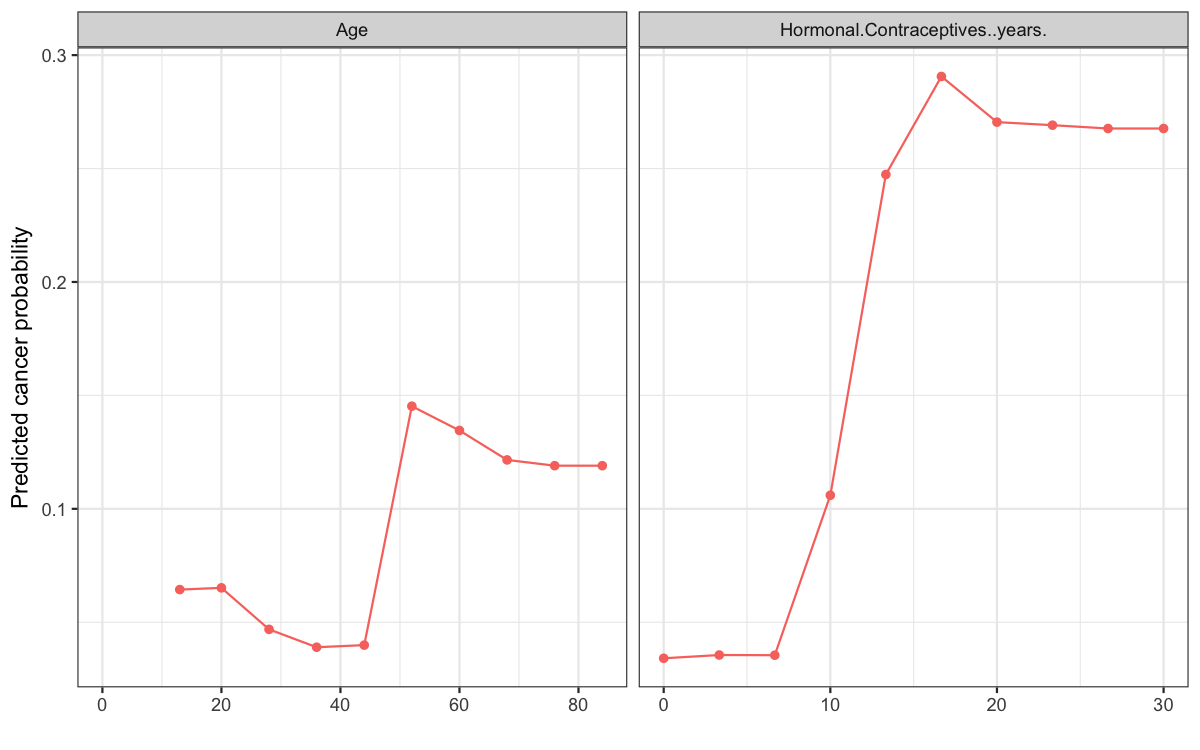 Age
Hormonal.Contraceptives..years.
Predicted cancer probability
0.3
0.2
0.1
0 20 40 60 80
0 10 20 30